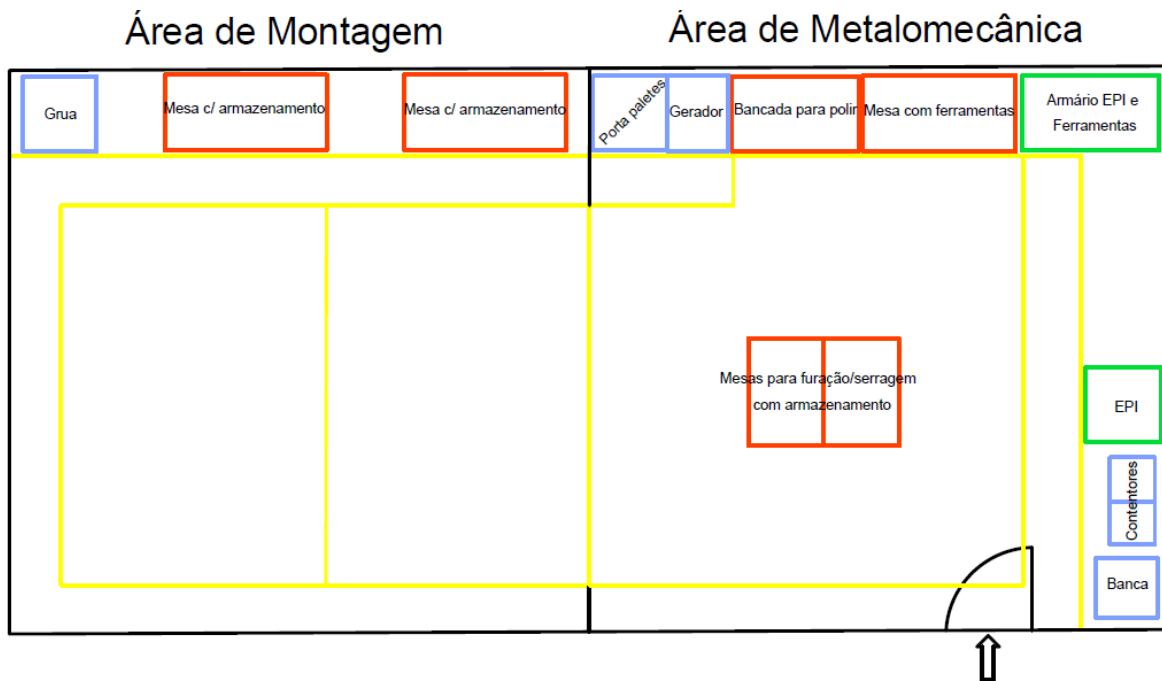 Área de Montagem
Área de Metalomecânica
Grua
Mesa c/ armazenamento
Mesa c/ armazenamento
Porta paletes
Gerador
Bancada para polir
Mesa com ferramentas
Armário EPI e
Ferramentas
Mesas para furação/serragem
com armazenamento
EPI
Contentores
Banca